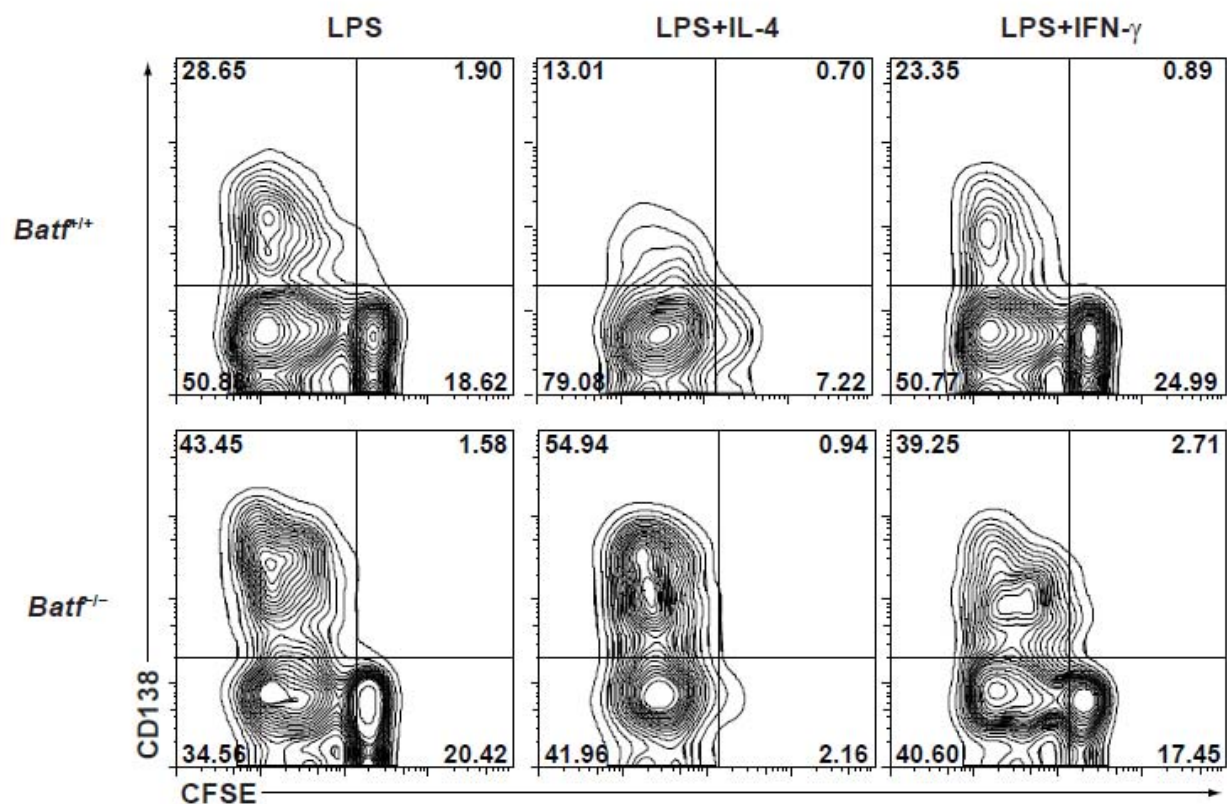 LPS LPS+IL-4 LPS+IFN-γ
28.65 1.90 13.01 0.70 23.35 0.89
Batf+/+
50.83 18.62 79.08 7.22 50.77 24.99
43.45 1.58 54.94 0.94 39.25 2.71
Batf−/−
CD138
34.56 20.42 41.96 2.16 40.60 17.45
CFSE